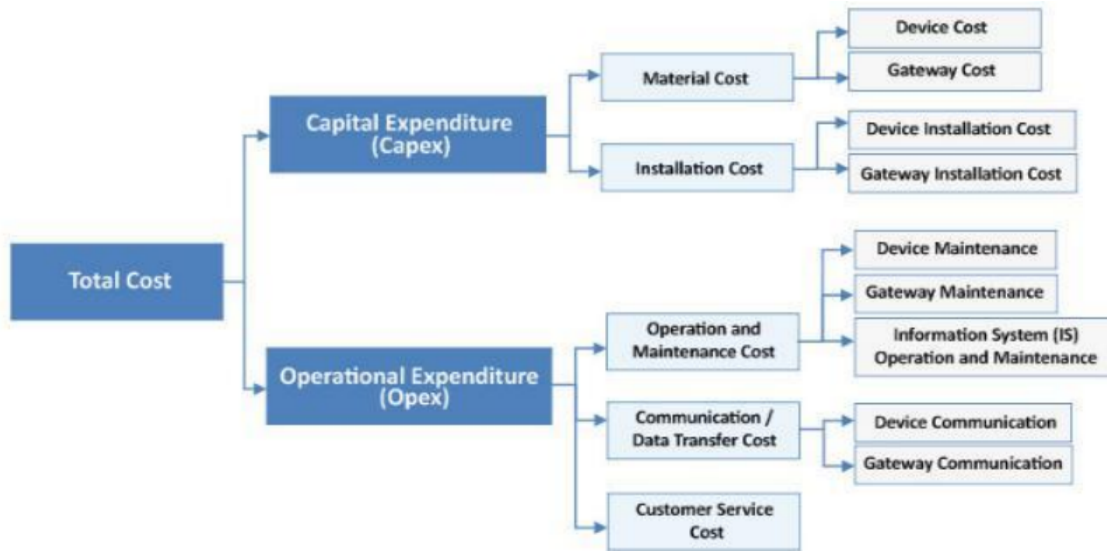 Total Cost
Capital Expenditure
(Capex)
Material Cost
Device Cost
Gateway Cost
Installation Cost
Device Installation Cost
Gateway Installation Cost
Operational Expenditure
(Opex)
Operation and
Maintenance Cost
Device Maintenance
Gateway Maintenance
Information System (IS)
Operation and Maintenance
Communication /
Data Transfer Cost
Device Communication
Gateway Communication
Customer Service
Cost